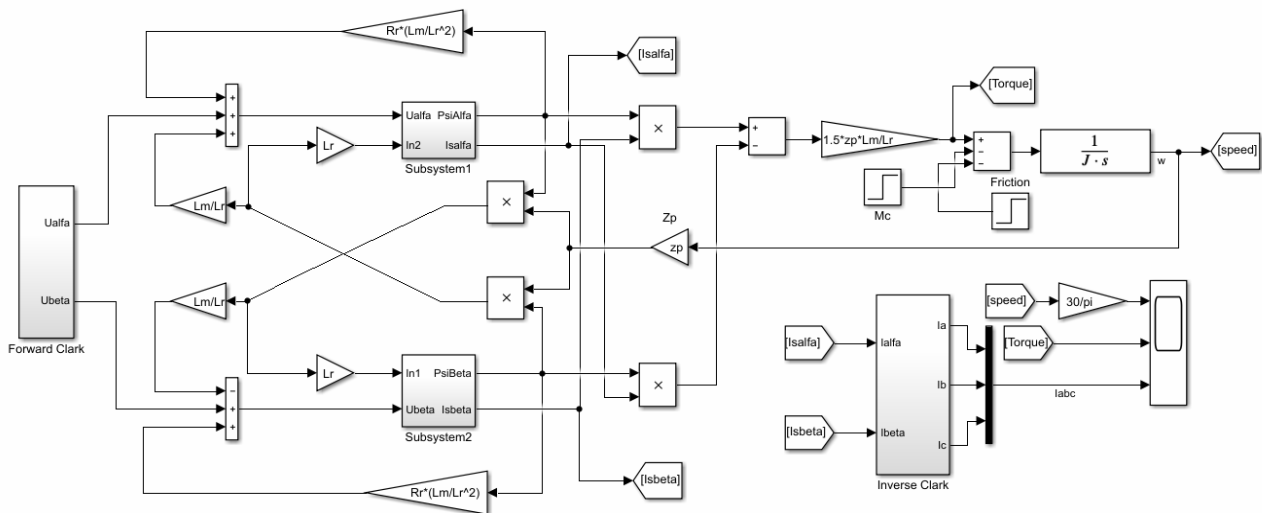 Rr*(Lm/Lr^2)
[Isalfa]
[Torque]
+
+
+
Ualfa PsiAlfa
In2 Isalfa
Subsystem1
Lr
×
+
−
1.5*zp*Lm/Lr
+
−
−
Friction
1
J · s
w
[speed]
Mc
Lm/Lr
×
Zp
zp
Ualfa
Ubeta
Forward Clark
Lm/Lr
×
[speed]
30/pi
[Isalfa]
Ialfa
Ia
[Torque]
Lr
In1 PsiBeta
Ubeta Isbeta
Subsystem2
×
−
+
+
Ib
Iabc
[Isbeta]
Ibeta
Ic
Inverse Clark
Rr*(Lm/Lr^2)
[Isbeta]